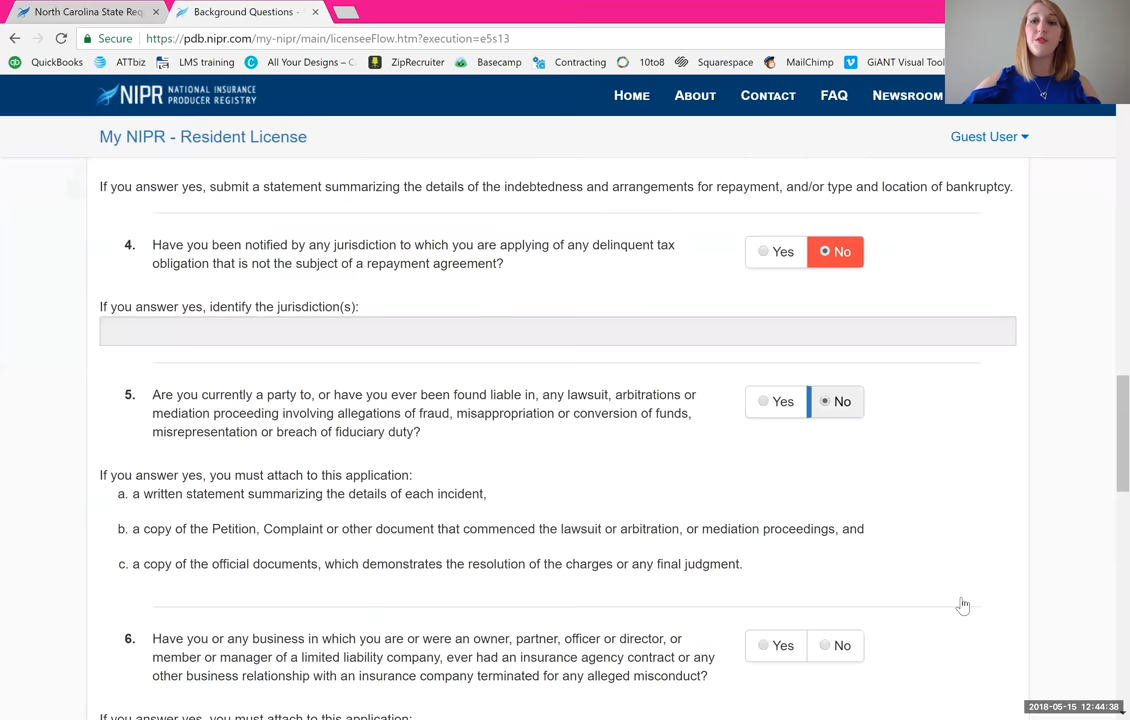 North Carolina State Req
Background Questions -
Secure
https://pdb.nipr.com/my-nipr/main/licenseeFlow.htm?execution=e5s13
QuickBooks
ATTbiz
LMS training
All Your Designs – C
ZipRecruiter
Basecamp
Contracting
10to8
Squarespace
MailChimp
GiANT Visual Tool
NIPR NATIONAL INSURANCE
PRODUCER REGISTRY
HOME
ABOUT
CONTACT
FAQ
NEWSROOM
My NIPR - Resident License
Guest User
If you answer yes, submit a statement summarizing the details of the indebtedness and arrangements for repayment, and/or type and location of bankruptcy.
4. Have you been notified by any jurisdiction to which you are applying of any delinquent tax
obligation that is not the subject of a repayment agreement?
Yes No
If you answer yes, identify the jurisdiction(s):
5. Are you currently a party to, or have you ever been found liable in, any lawsuit, arbitrations or
mediation proceeding involving allegations of fraud, misappropriation or conversion of funds,
misrepresentation or breach of fiduciary duty?
Yes No
If you answer yes, you must attach to this application:
a. a written statement summarizing the details of each incident,
b. a copy of the Petition, Complaint or other document that commenced the lawsuit or arbitration, or mediation proceedings, and
c. a copy of the official documents, which demonstrates the resolution of the charges or any final judgment.
6. Have you or any business in which you are or were an owner, partner, officer or director, or
member or manager of a limited liability company, ever had an insurance agency contract or any
other business relationship with an insurance company terminated for any alleged misconduct?
Yes No
If you answer yes, you must attach to this application:
2018-05-15 12:44:38